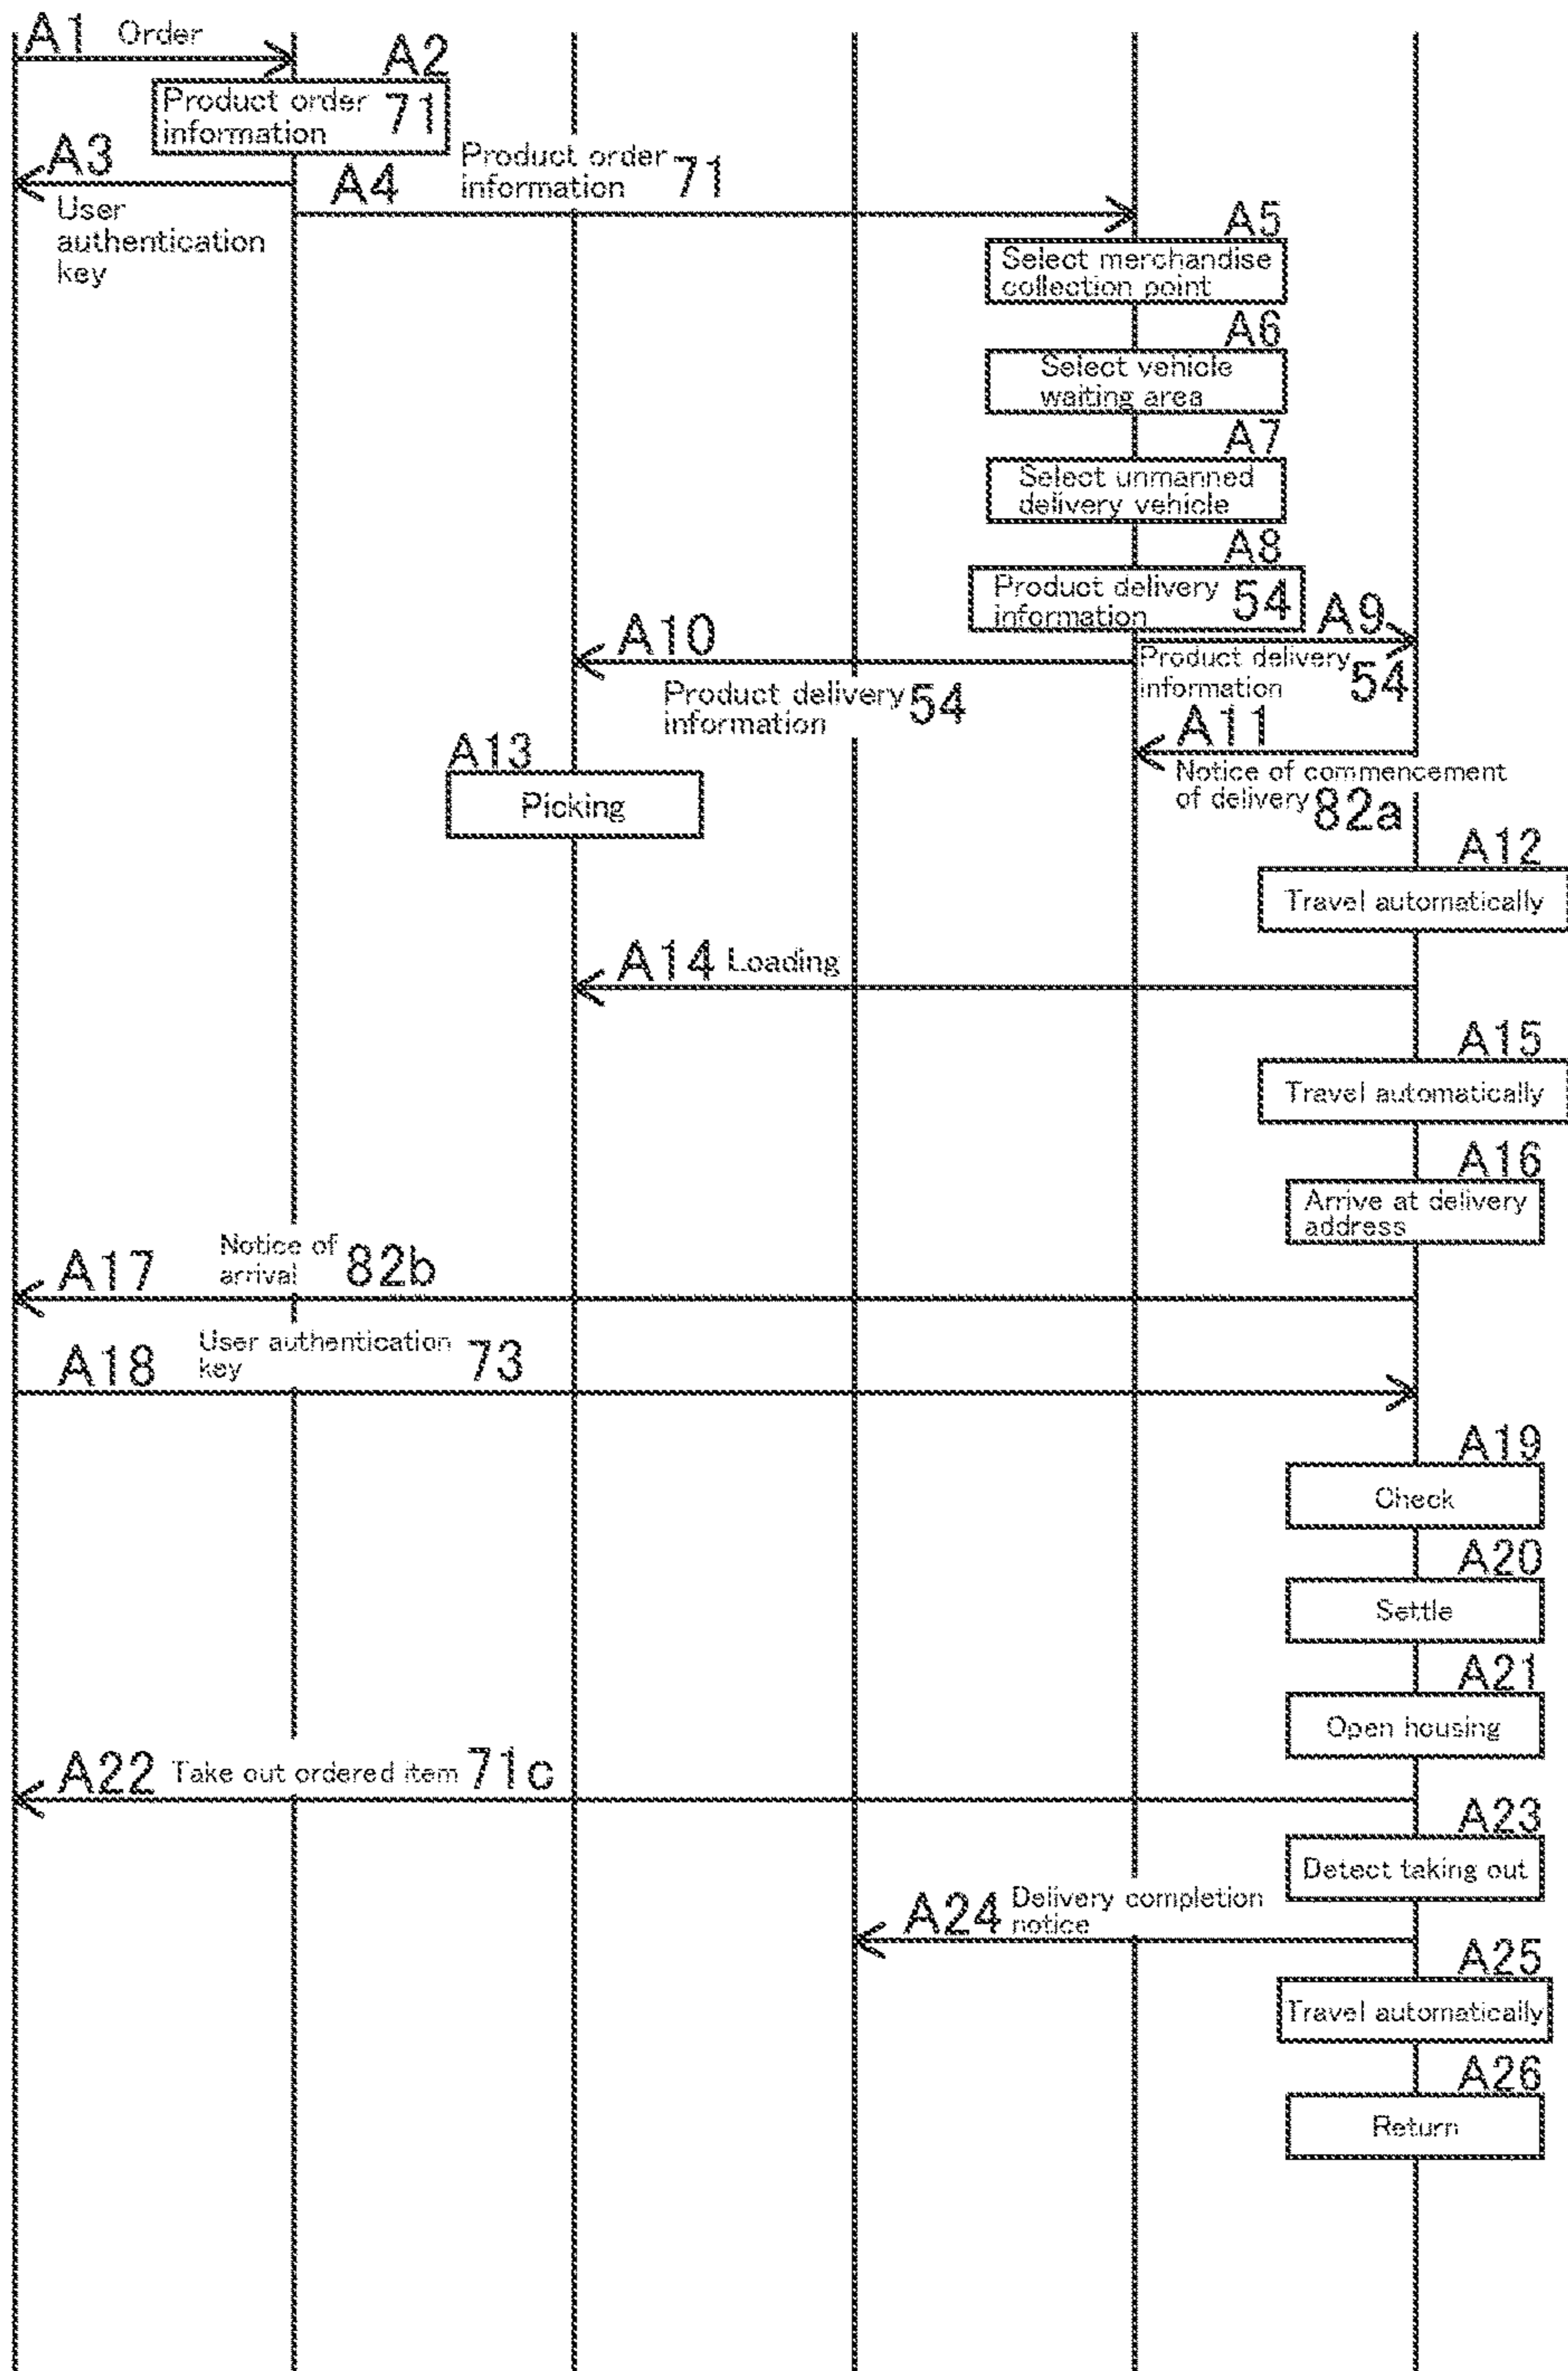 A1 Order
A2
Product order
information 71
A3
User
authentication
key
A4
Product order
information 71
A5
Select merchandise
collection point
A6
Select vehicle
waiting area
A7
Select unmanned
delivery vehicle
A8
Product delivery
information 54
A9
Product delivery
information 54
A10
Product delivery
information 54
A11
Notice of commencement
of delivery 82a
A13
Picking
A12
Travel automatically
A14 Loading
A15
Travel automatically
A16
Arrive at delivery
address
A17
Notice of
arrival 82b
A18
User authentication
key 73
A19
Check
A20
Settle
A21
Open housing
A22 Take out ordered item 71c
A23
Detect taking out
A24 Delivery completion
notice
A25
Travel automatically
A26
Return